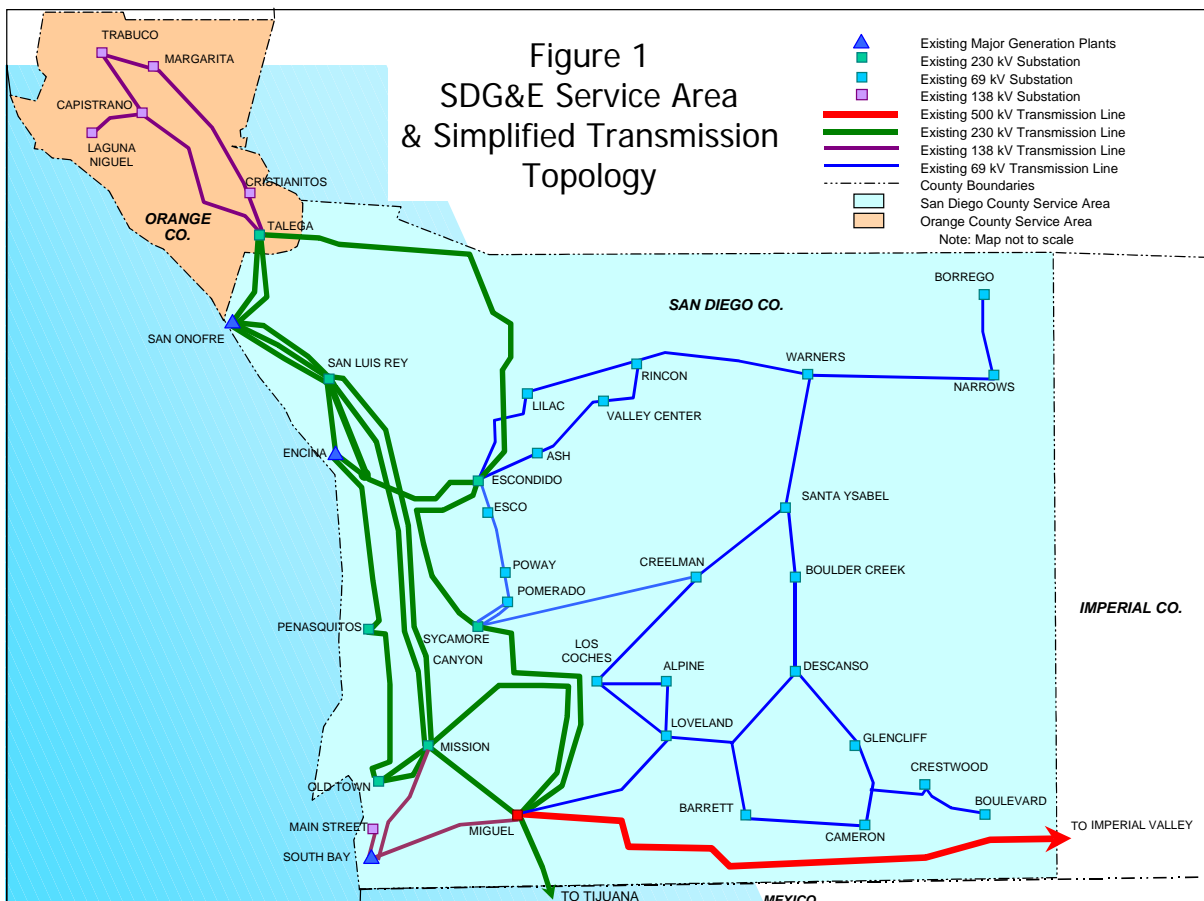 Figure 1
SDG&E Service Area
& Simplified Transmission
Topology
Existing Major Generation Plants
Existing 230 kV Substation
Existing 69 kV Substation
Existing 138 kV Substation
Existing 500 kV Transmission Line
Existing 230 kV Transmission Line
Existing 138 kV Transmission Line
Existing 69 kV Transmission Line
County Boundaries
San Diego County Service Area
Orange County Service Area
Note: Map not to scale
TRABUCO
MARGARITA
CAPISTRANO
LAGUNA
NIGUEL
CRISTIANITOS
ORANGE
CO.
TALEGA
SAN ONOFRE
SAN LUIS REY
ENCINA
SAN DIEGO CO.
BORREGO
WARNERS
NARROWS
RINCON
LILAC
VALLEY CENTER
ASH
ESCONDIDO
ESCO
SANTA YSABEL
POWAY
POMERADO
CREELMAN
BOULDER CREEK
IMPERIAL CO.
PENASQUITOS
SYCAMORE
CANYON
LOS
COCHES
ALPINE
DESCANSO
LOVELAND
GLENCLIFF
MISSION
CRESTWOOD
OLD TOWN
BARRETT
BOULEVARD
MAIN STREET
MIGUEL
CAMERON
TO IMPERIAL VALLEY
SOUTH BAY
TO TIJUANA
MEXICO